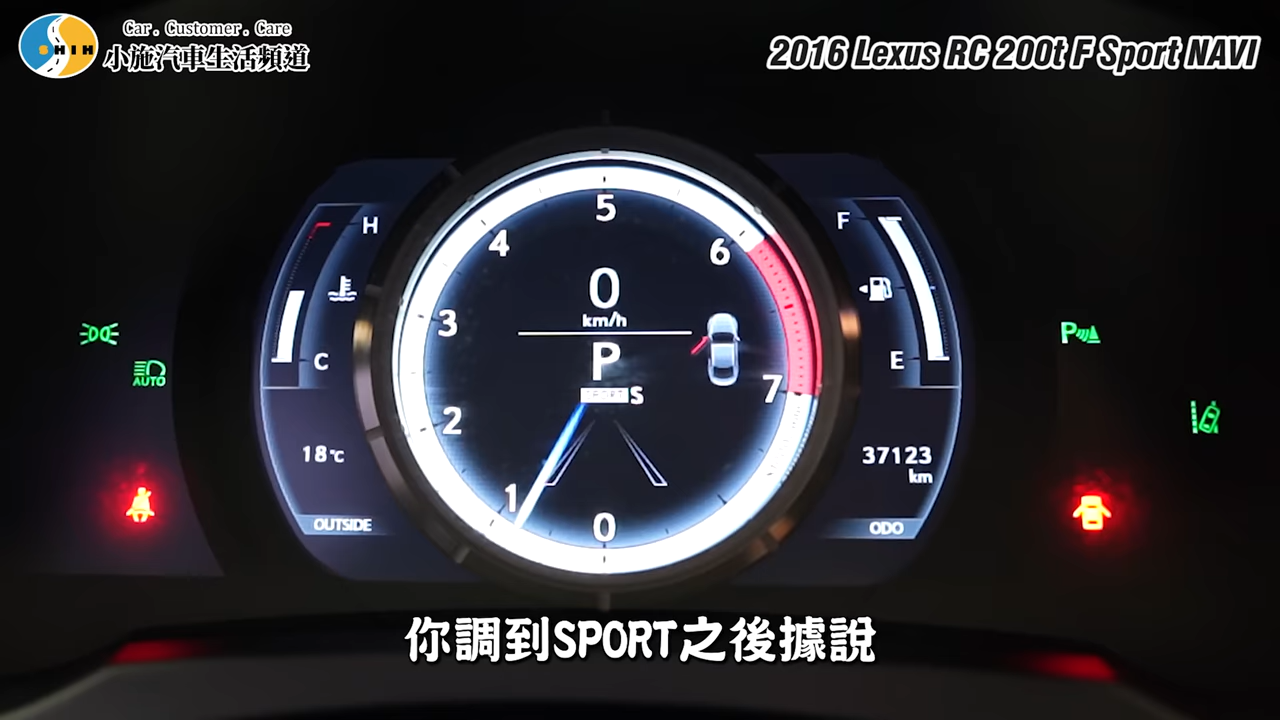 Car. Customer. Care
SHIH
小施汽車生活頻道
2016 Lexus RC 200t F Sport NAVI
H
C
18℃
OUTSIDE
5
4
6
3
7
2
1
0
0
km/h
P
SPORT S
F
E
37123
km
ODO
AUTO
P
你調到SPORT之後據說